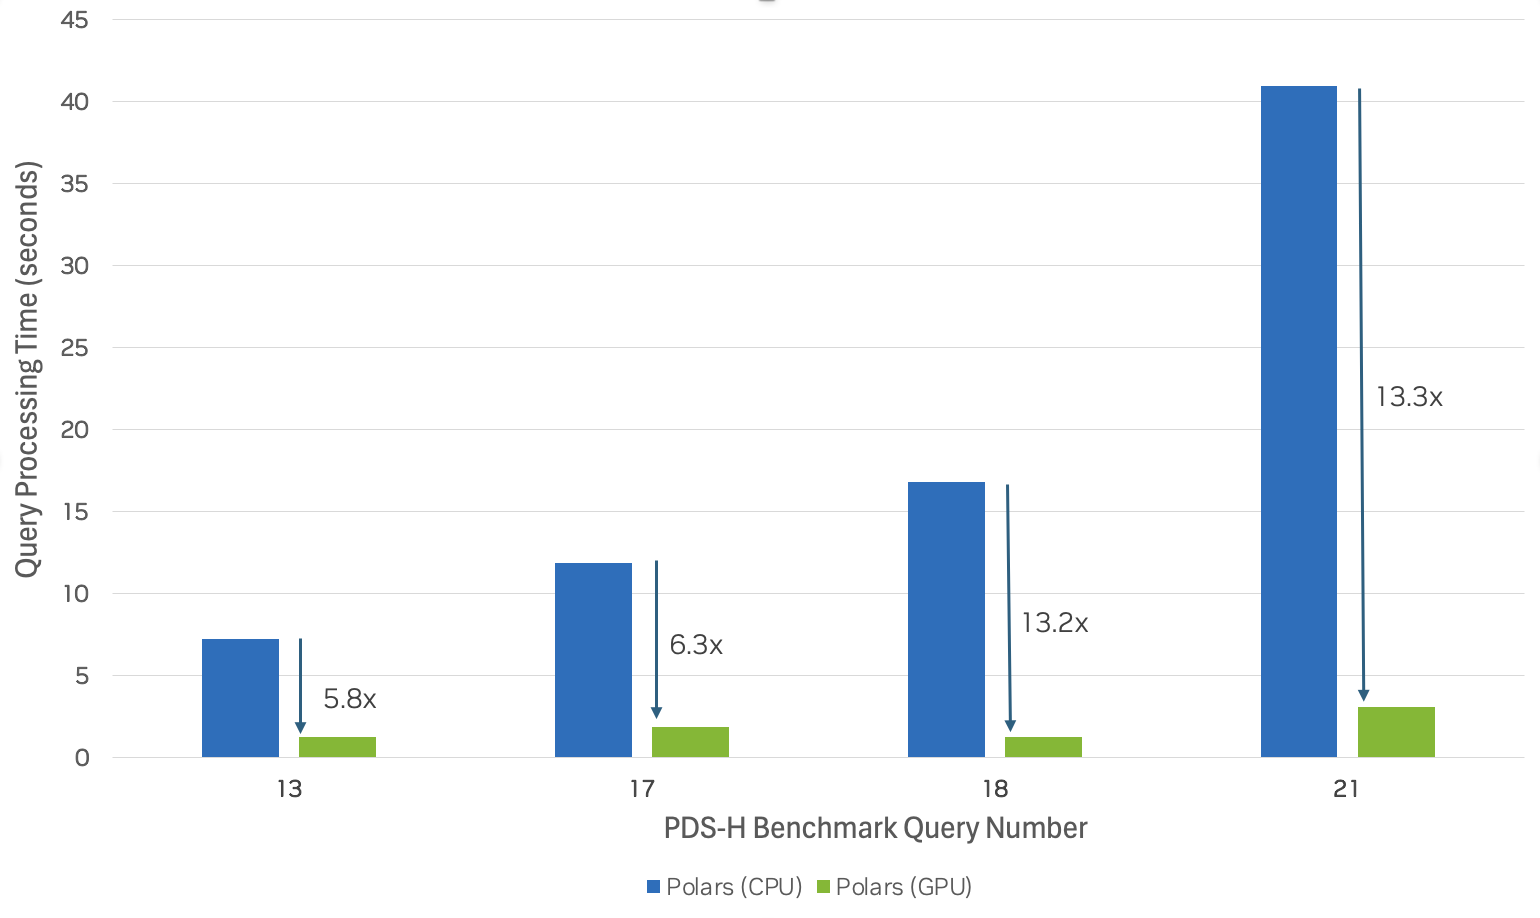 45
40
35
30
25
20
15
10
5
0
Query Processing Time (seconds)
5.8x
6.3x
13.2x
13.3x
13
17
18
21
PDS-H Benchmark Query Number
Polars (CPU)
Polars (GPU)